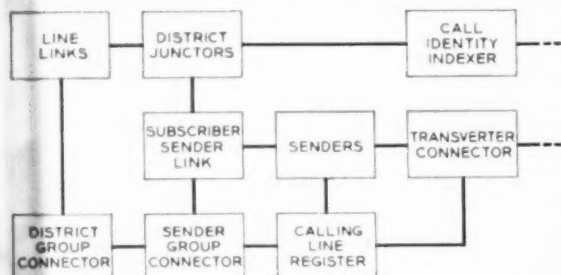 LINE
LINKS
DISTRICT
JUNCTORS
CALL
IDENTITY
INDEXER
SUBSCRIBER
SENDER
LINK
SENDERS
TRANSVERTER
CONNECTOR
DISTRICT
GROUP
CONNECTOR
SENDER
GROUP
CONNECTOR
CALLING
LINE
REGISTER